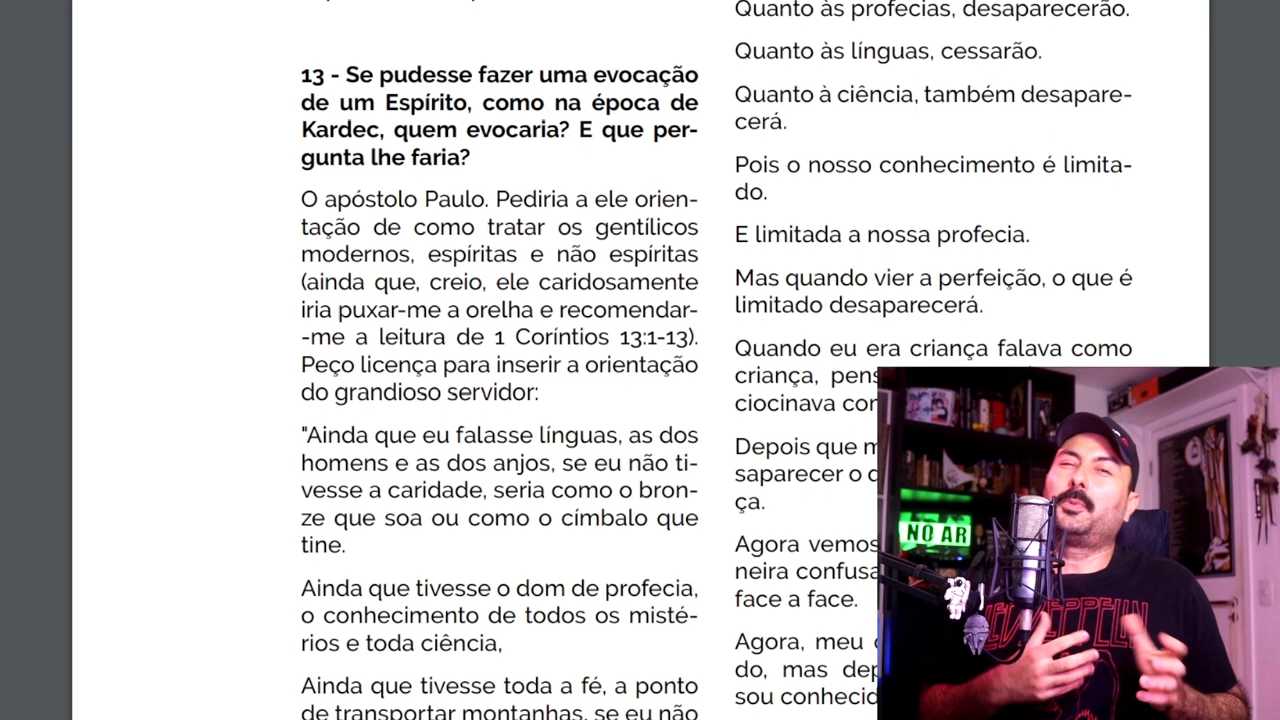 13 - Se pudesse fazer uma evocação
de um Espírito, como na época de
Kardec, quem evocaria? E que per-
gunta lhe faria?
O apóstolo Paulo. Pediria a ele orien-
tação de como tratar os gentílicos
modernos, espíritas e não espíritas
(ainda que, creio, ele caridosamente
iria puxar-me a orelha e recomendar-
-me a leitura de 1 Coríntios 13:1-13).
Peço licença para inserir a orientação
do grandioso servidor:
"Ainda que eu falasse línguas, as dos
homens e as dos anjos, se eu não ti-
vesse a caridade, seria como o bron-
ze que soa ou como o címbalo que
tine.
Ainda que tivesse o dom de profecia,
o conhecimento de todos os misté-
rios e toda ciência,
Ainda que tivesse toda a fé, a ponto
de transportar montanhas, se eu não
Quanto às profecias, desaparecerão.
Quanto às línguas, cessarão.
Quanto à ciência, também desapare-
cerá.
Pois o nosso conhecimento é limita-
do.
E limitada a nossa profecia.
Mas quando vier a perfeição, o que é
limitado desaparecerá.
Quando eu era criança falava como
criança, pens
ciocinava con
Depois que m
saparecer o d
ça.
Agora vemos
neira confusa
face a face.
Agora, meu
do, mas dep
sou conhecid
NO AR
LED ZEPPELIN